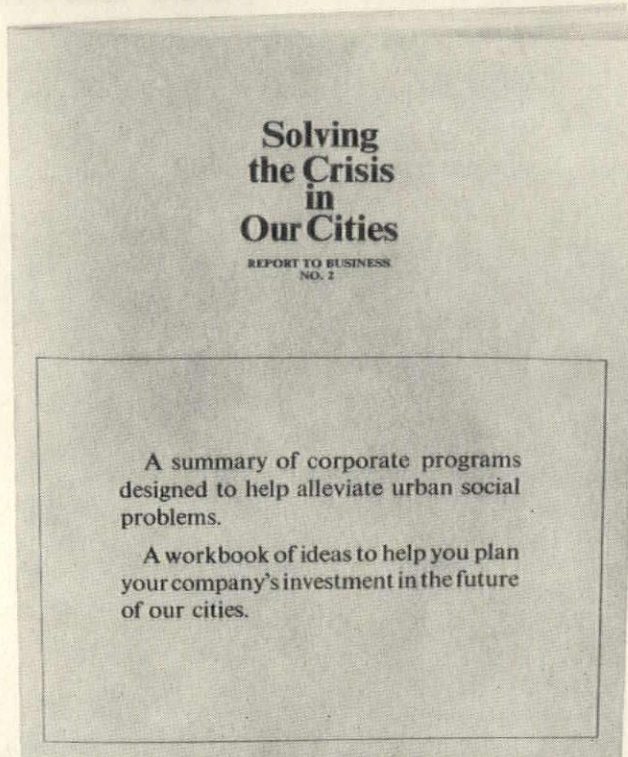 Solving
the Crisis
in
Our Cities
REPORT TO BUSINESS
NO. 2
A summary of corporate programs
designed to help alleviate urban social
problems.
A workbook of ideas to help you plan
your company's investment in the future
of our cities.